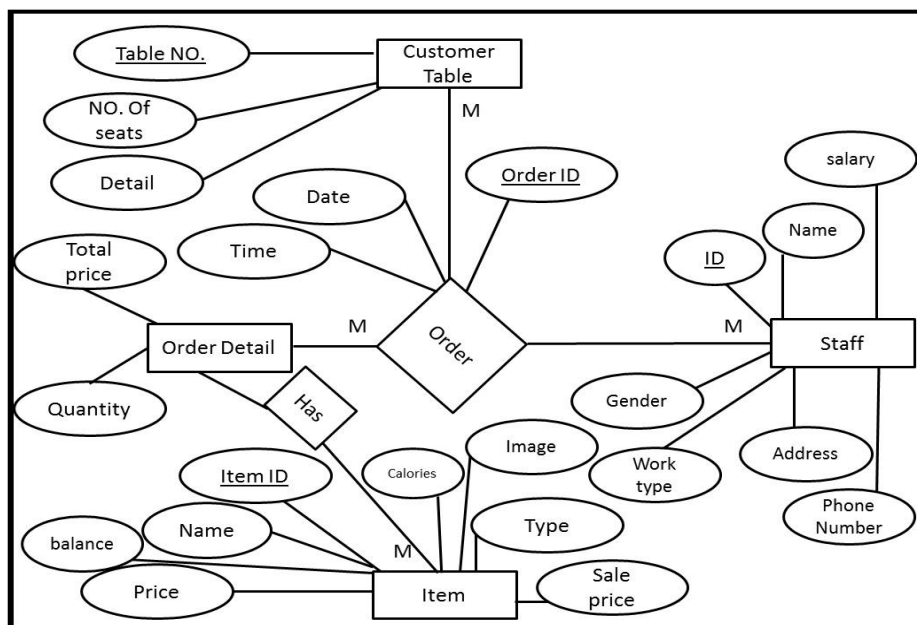 Table NO.
Customer
Table
NO. Of
seats
M
Detail
Order ID
salary
Date
Name
Time
ID
Total
price
M
Order
M
Order Detail
Staff
Has
Quantity
Gender
Image
Calories
Item ID
Work
type
Address
Name
Type
Phone
Number
balance
M
Price
Item
Sale
price